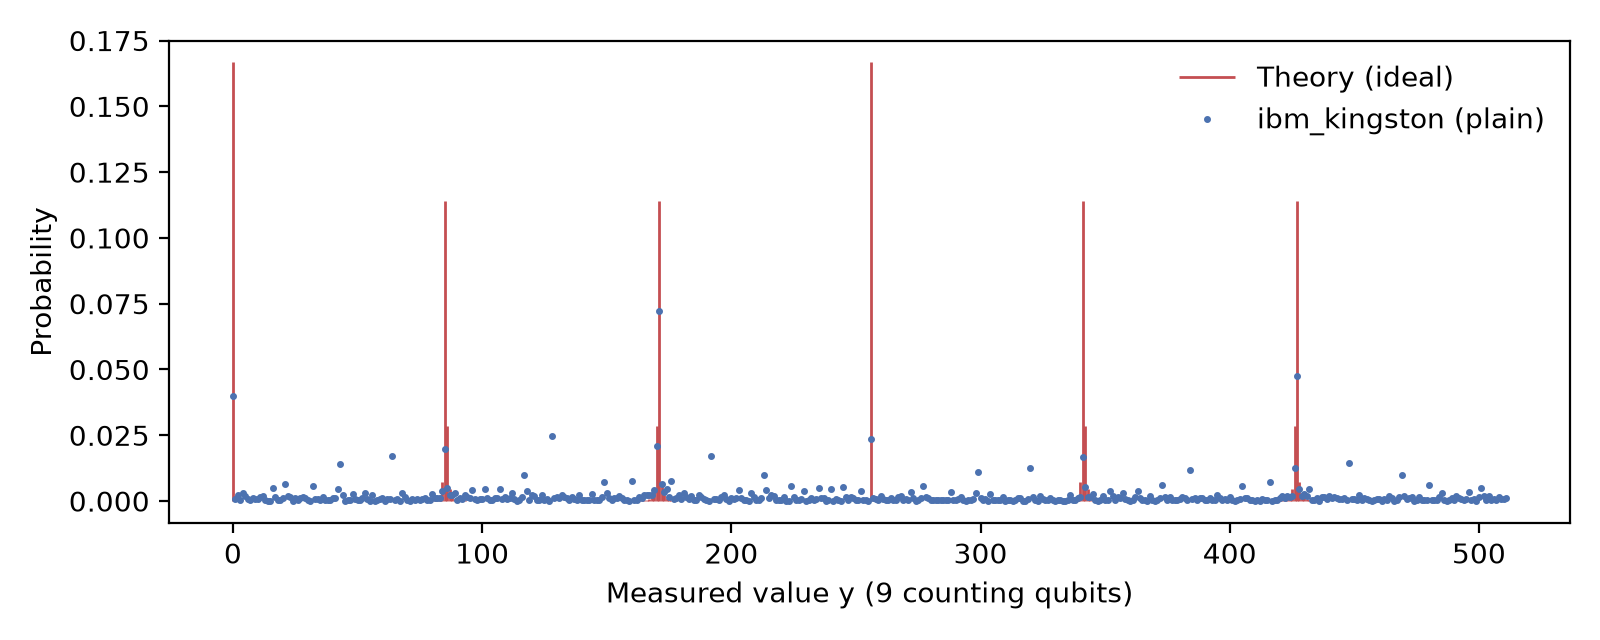 0.175
0.150
0.125
0.100
0.075
0.050
0.025
0.000
Probability
Theory (ideal)
ibm_kingston (plain)
0 100 200 300 400 500
Measured value y (9 counting qubits)